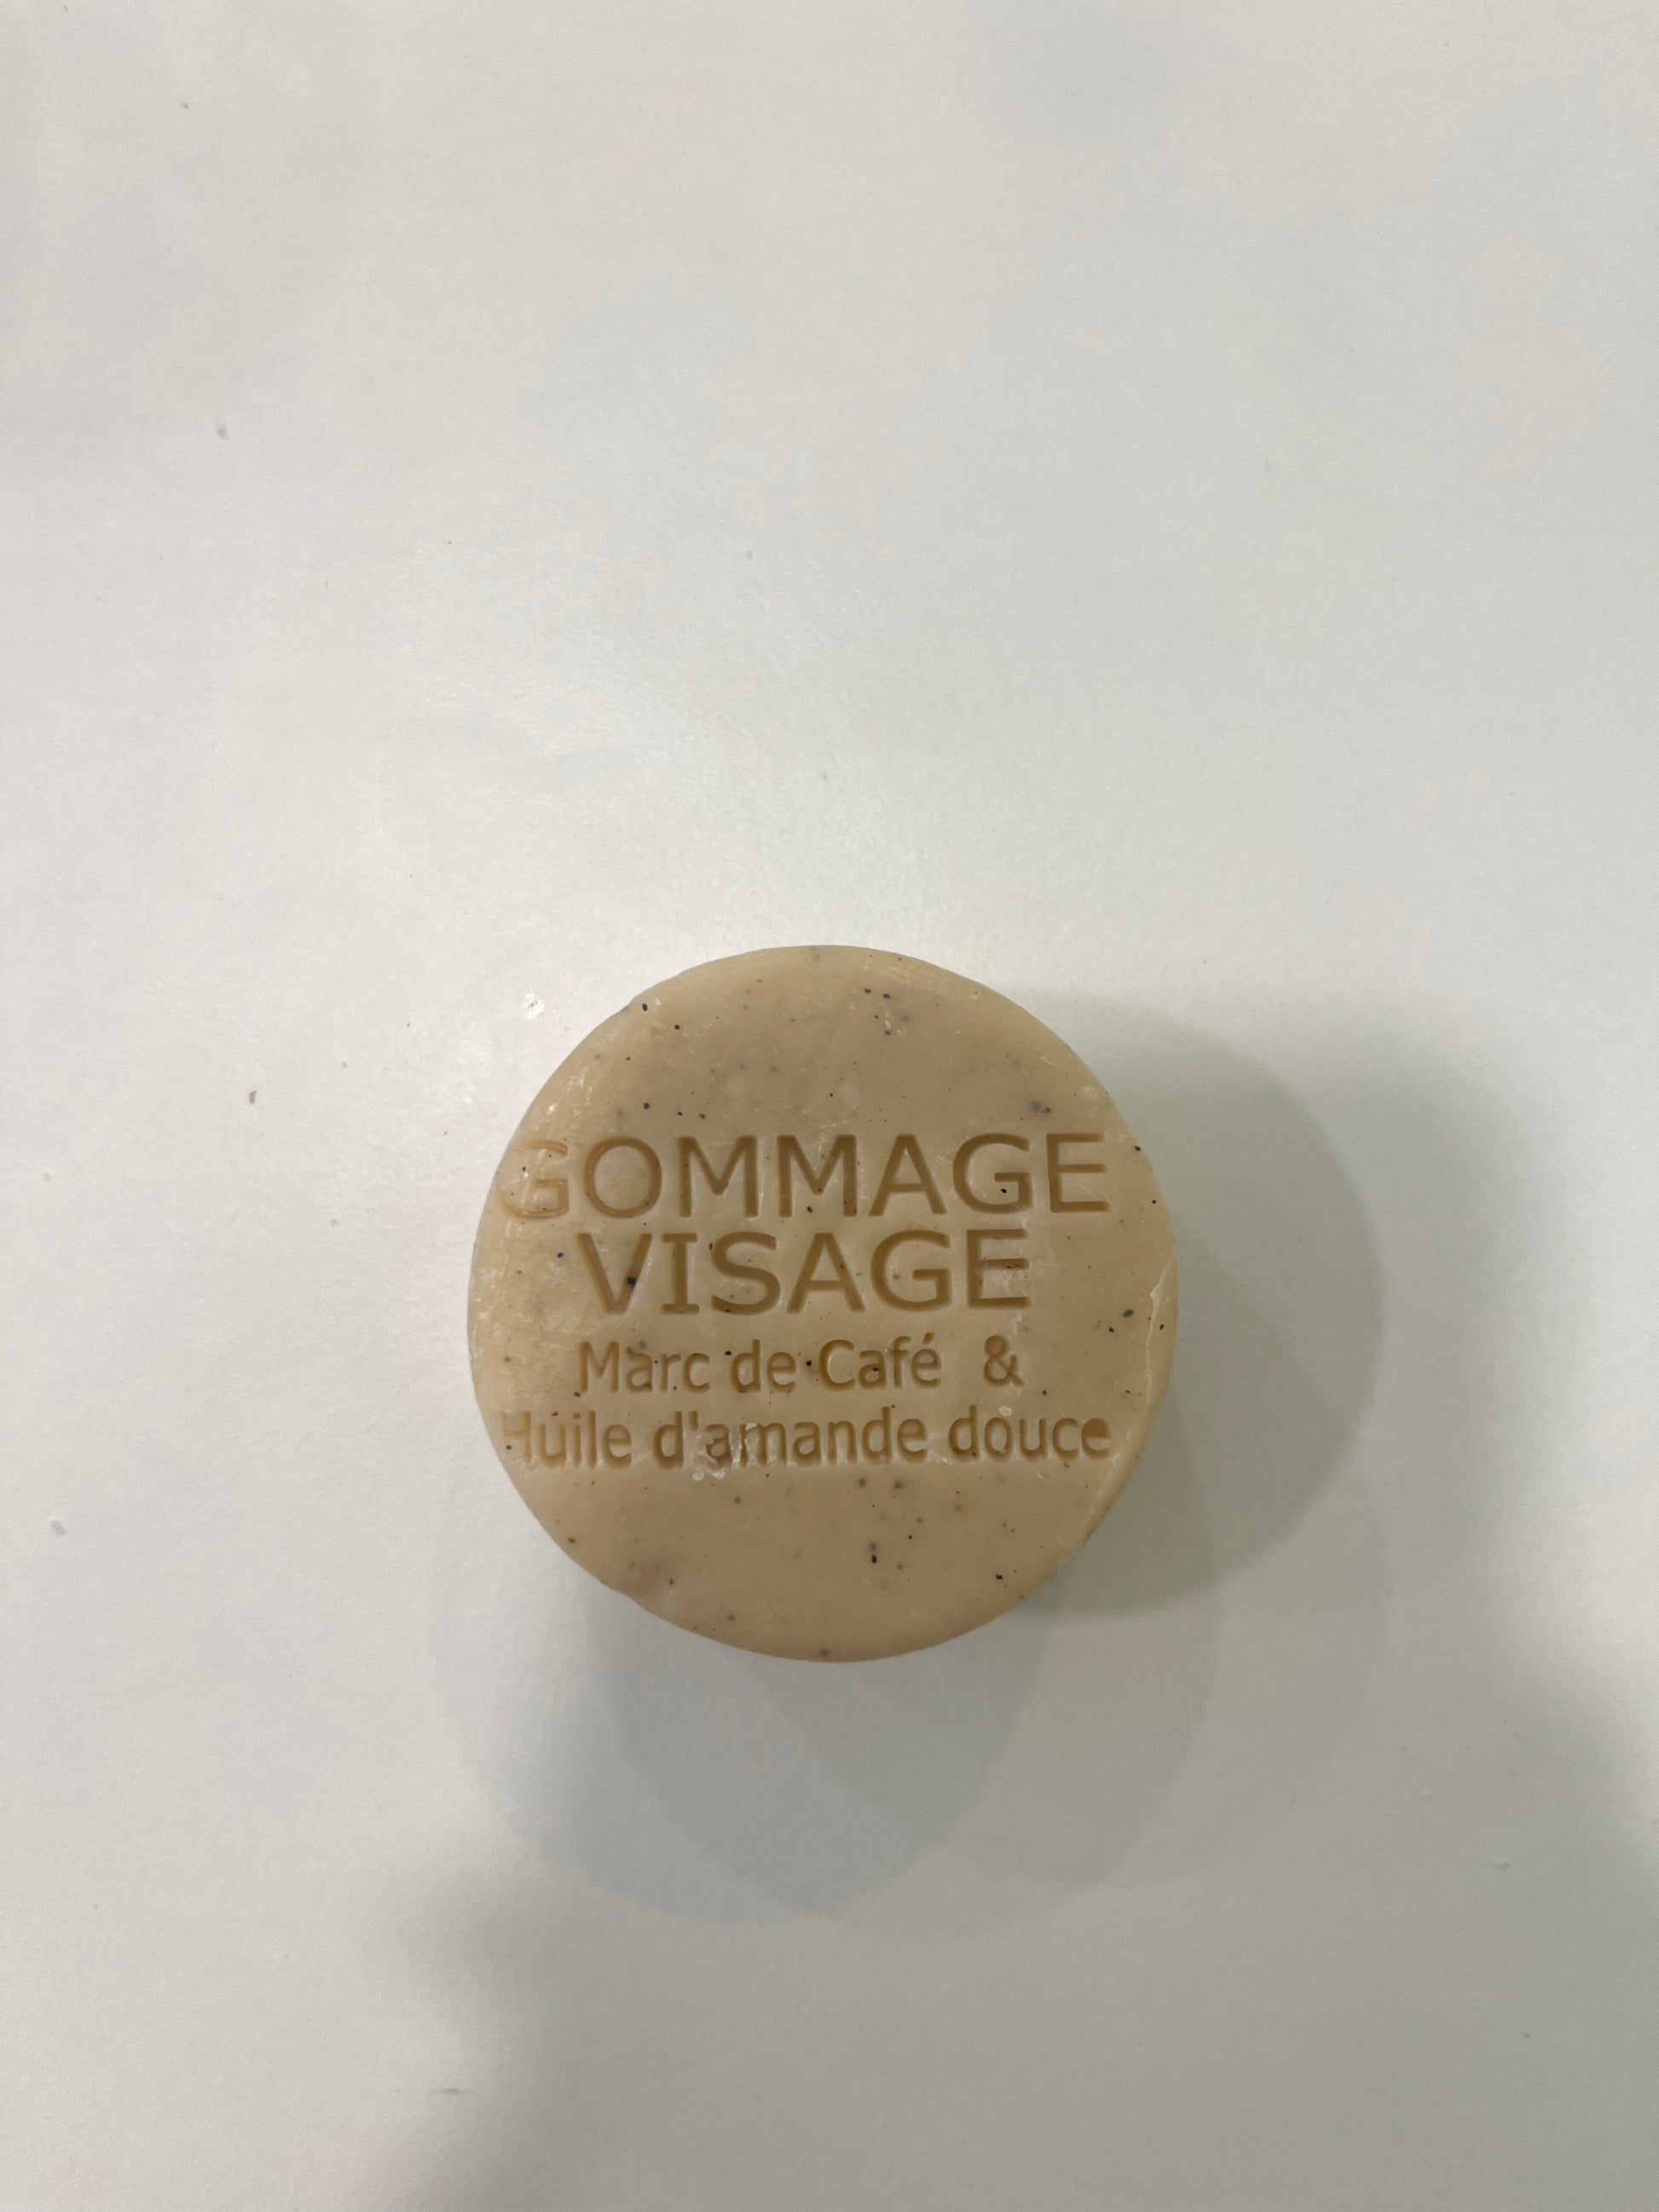 GOMMAGE
VISAGE
Marc de Café &
Huile d'amande douce